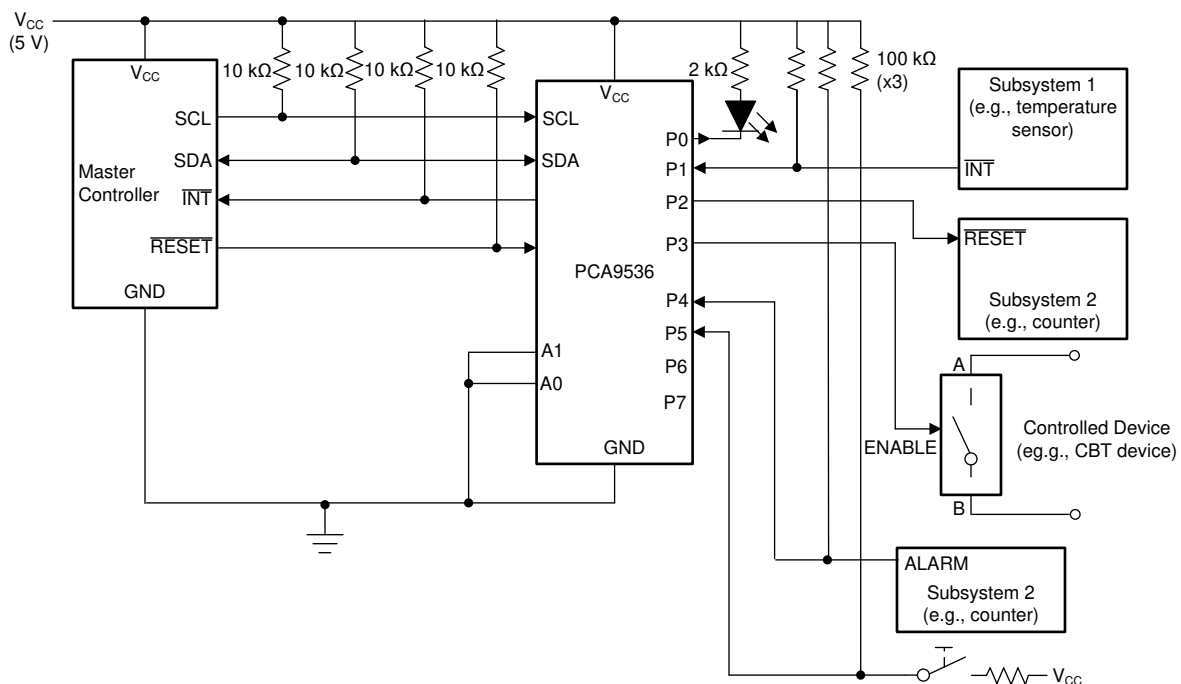 VCC
(5 V)
VCC
10 kΩ
10 kΩ
10 kΩ
10 kΩ
VCC
2 kΩ
100 kΩ
(x3)
Master
Controller
SCL
SDA
INT
RESET
GND
SCL
SDA
PCA9536
A1
A0
GND
P0
P1
P2
P3
P4
P5
P6
P7
Subsystem 1
(e.g., temperature
sensor)
INT
RESET
Subsystem 2
(e.g., counter)
A
ENABLE
B
Controlled Device
(eg.g., CBT device)
ALARM
Subsystem 2
(e.g., counter)
VCC